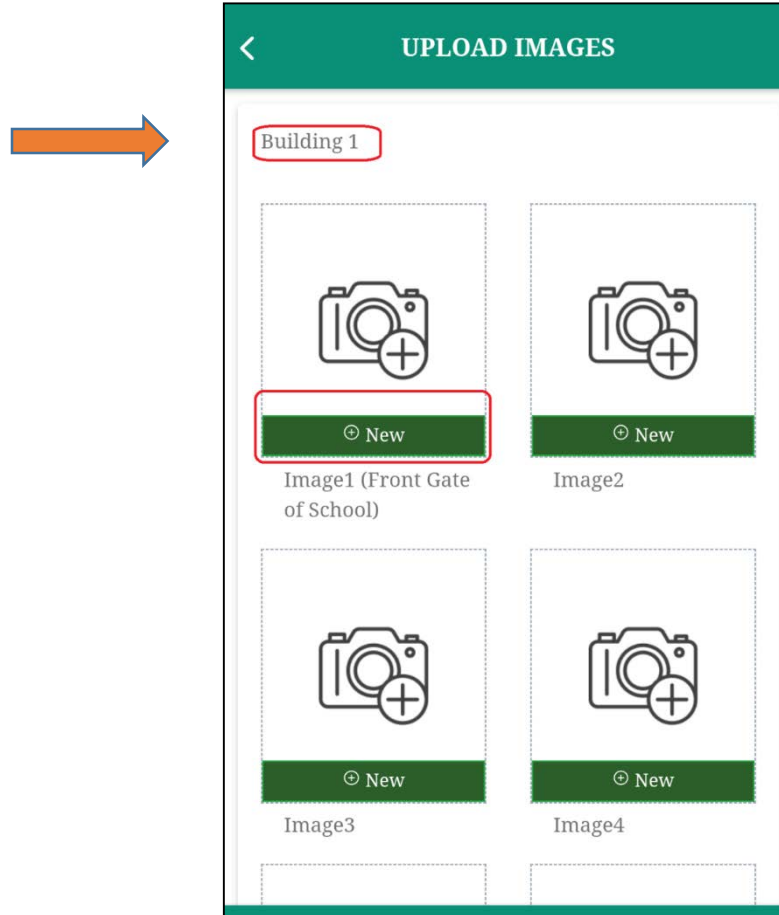 UPLOAD IMAGES
Building 1
New
New
Image1 (Front Gate
of School)
Image2
New
New
Image3
Image4